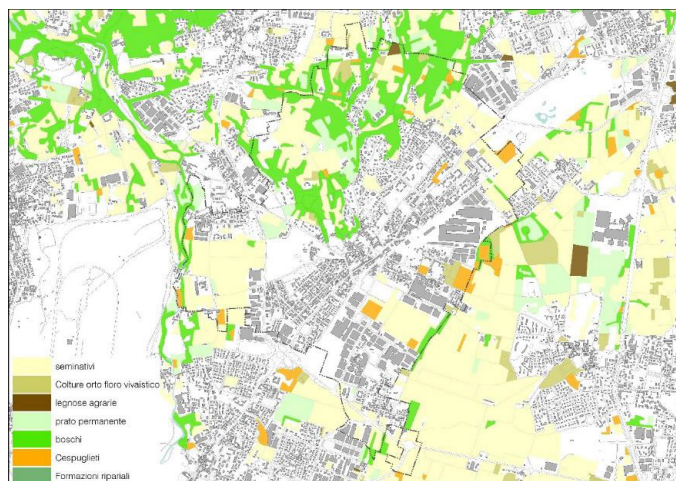 seminativi
Colture orto floro vivaistico
legnose agrarie
prato permanente
boschi
Cespuglieti
Formazioni ripariali